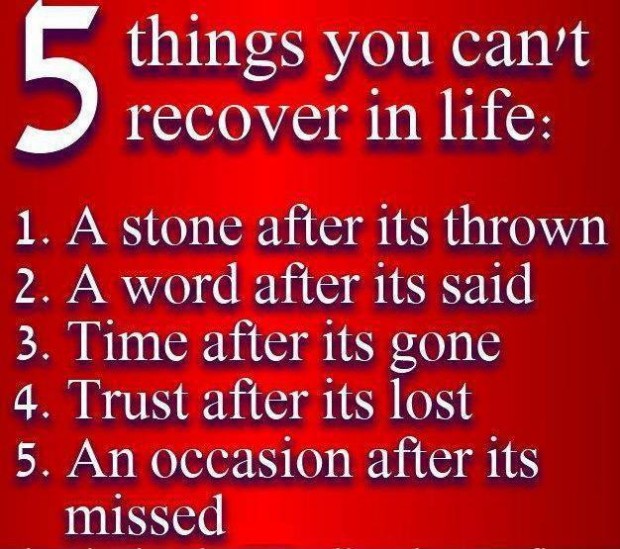 5 things you can't
recover in life:
1. A stone after its thrown
2. A word after its said
3. Time after its gone
4. Trust after its lost
5. An occasion after its
missed